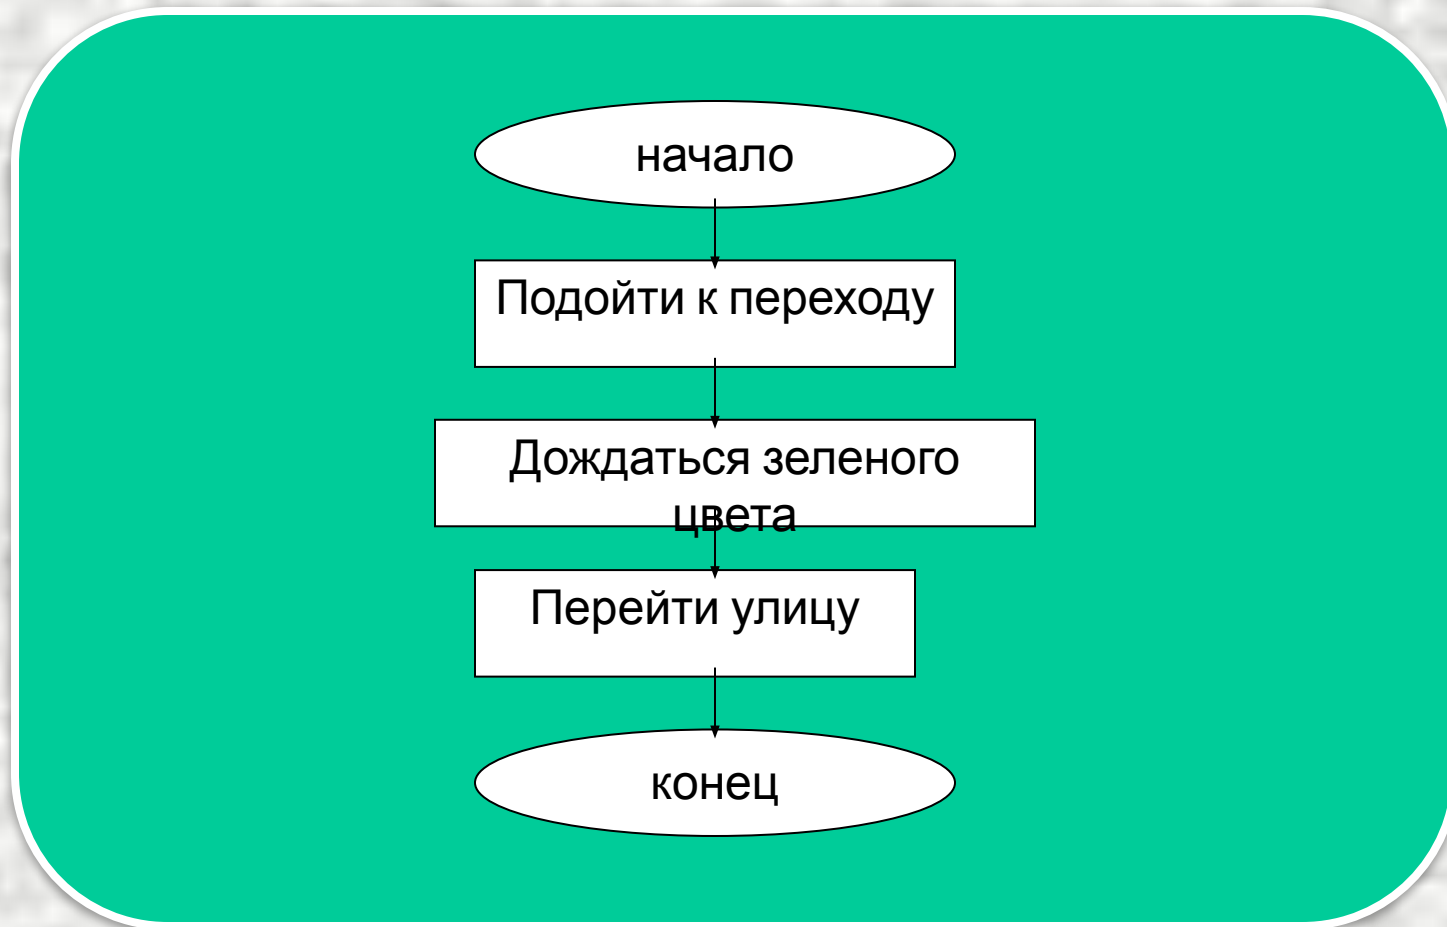 начало
Подойти к переходу
Дождаться зеленого
цвета
Перейти улицу
конец